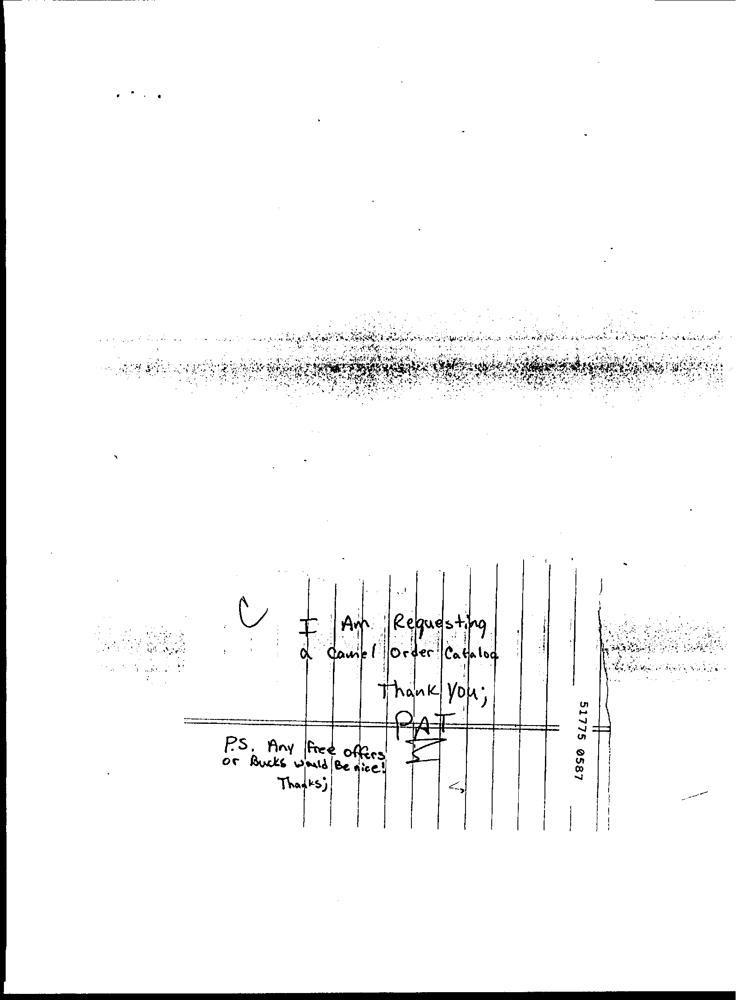 C
I Am Requesting
a Camel Order Catalog
Thank You;
PAT
P.S. Any Free offers
or Bucks would Be nice!
Thanks;
51775 0587